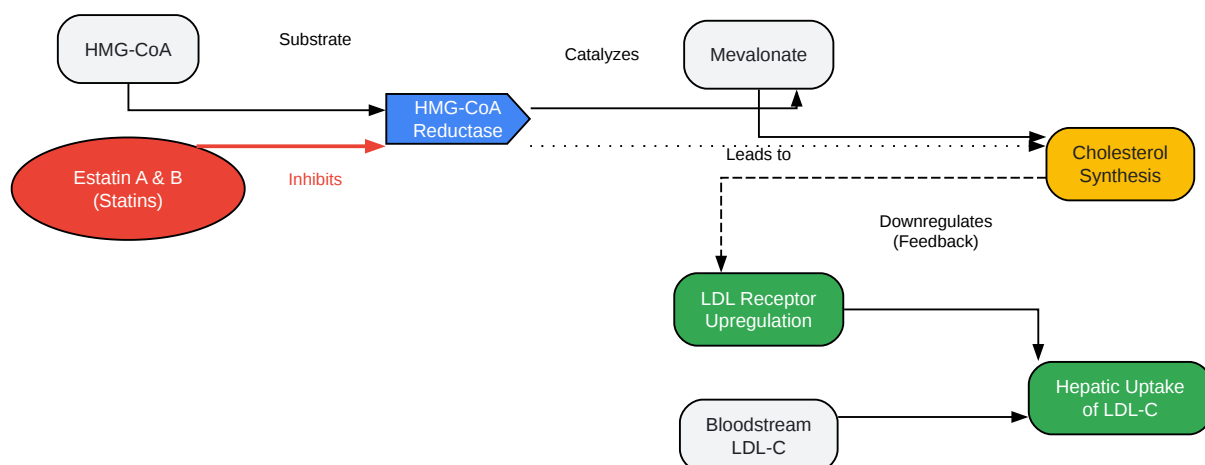 HMG-CoA
Substrate
Catalyzes
Mevalonate
HMG-CoA
Reductase
Estatin A & B
(Statins)
Inhibits
Leads to
Cholesterol
Synthesis
Downregulates
(Feedback)
LDL Receptor
Upregulation
Hepatic Uptake
of LDL-C
Bloodstream
LDL-C